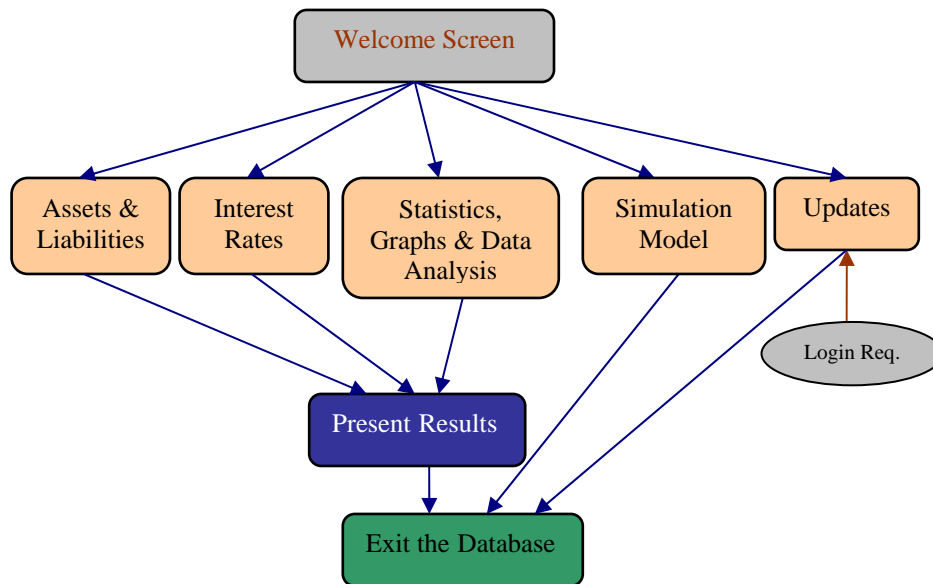 Welcome Screen
Assets &
Liabilities
Interest
Rates
Statistics,
Graphs & Data
Analysis
Simulation
Model
Updates
Login Req.
Present Results
Exit the Database